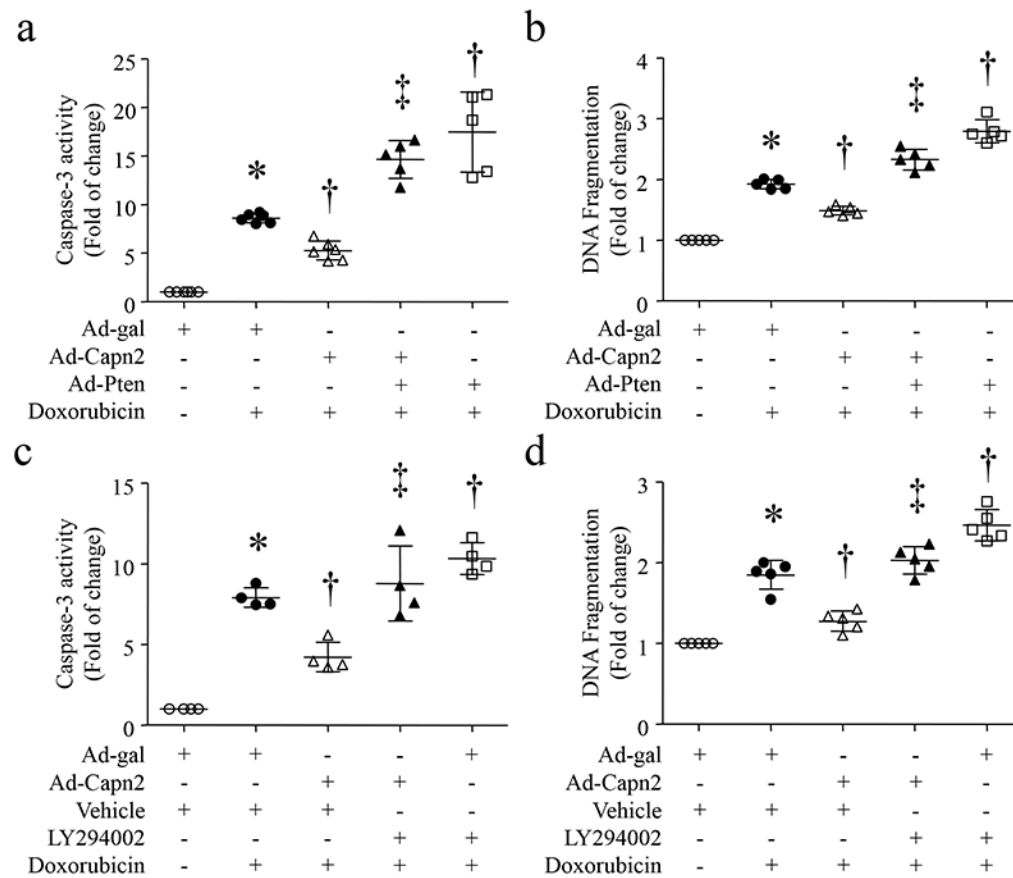 a
Caspase-3 activity
(Fold of change)
25
20
15
10
5
0
*
†
‡
†
Ad-gal + + - - -
Ad-Capn2 - - + + -
Ad-Pten - - - + +
Doxorubicin - + + + +
b
DNA Fragmentation
(Fold of change)
4
3
2
1
0
*
†
‡
†
Ad-gal + + - - -
Ad-Capn2 - - + + -
Ad-Pten - - - + +
Doxorubicin - + + + +
c
Caspase-3 activity
(Fold of change)
15
10
5
0
*
†
‡
†
Ad-gal + + - - +
Ad-Capn2 - - + + -
Vehicle + + + - -
LY294002 - - - + +
Doxorubicin - + + + +
d
DNA Fragmentation
(Fold of change)
3
2
1
0
*
†
‡
†
Ad-gal + + - - +
Ad-Capn2 - - + + -
Vehicle + + + - -
LY294002 - - - + +
Doxorubicin - + + + +